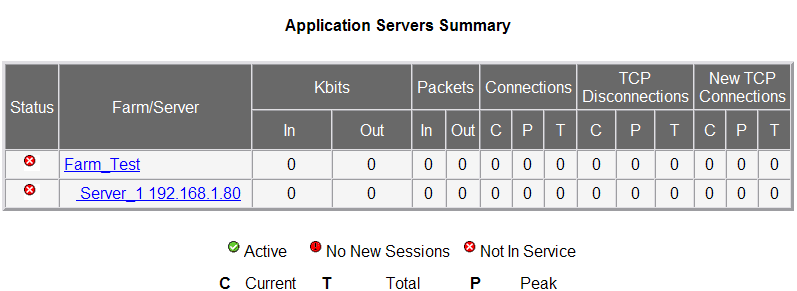 Application Servers Summary
Status Farm/Server Kbits Packets Connections TCP Disconnections New TCP Connections
In Out In Out C P T C P T C P T
Farm_Test 0 0 0 0 0 0 0 0 0 0 0 0 0
Server_1 192.168.1.80 0 0 0 0 0 0 0 0 0 0 0 0 0
Active No New Sessions Not In Service
C Current T Total P Peak